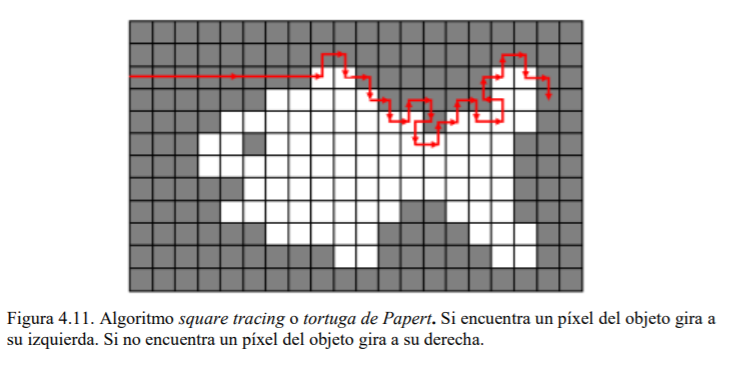 Figura 4.11. Algoritmo square tracing o tortuga de Papert. Si encuentra un píxel del objeto gira a
su izquierda. Si no encuentra un píxel del objeto gira a su derecha.